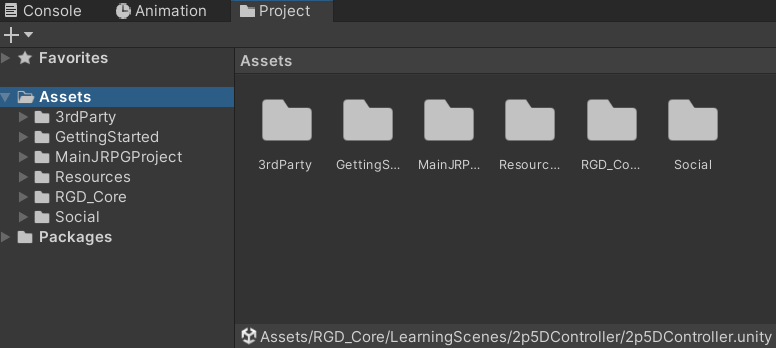 Console Animation Project
Favorites
Assets
3rdParty
GettingStarted
MainJRPGProject
Resources
RGD_Core
Social
Packages
Assets
3rdParty GettingS... MainJRP... Resourc... RGD_Co... Social
Assets/RGD_Core/LearningScenes/2p5DController/2p5DController.unity